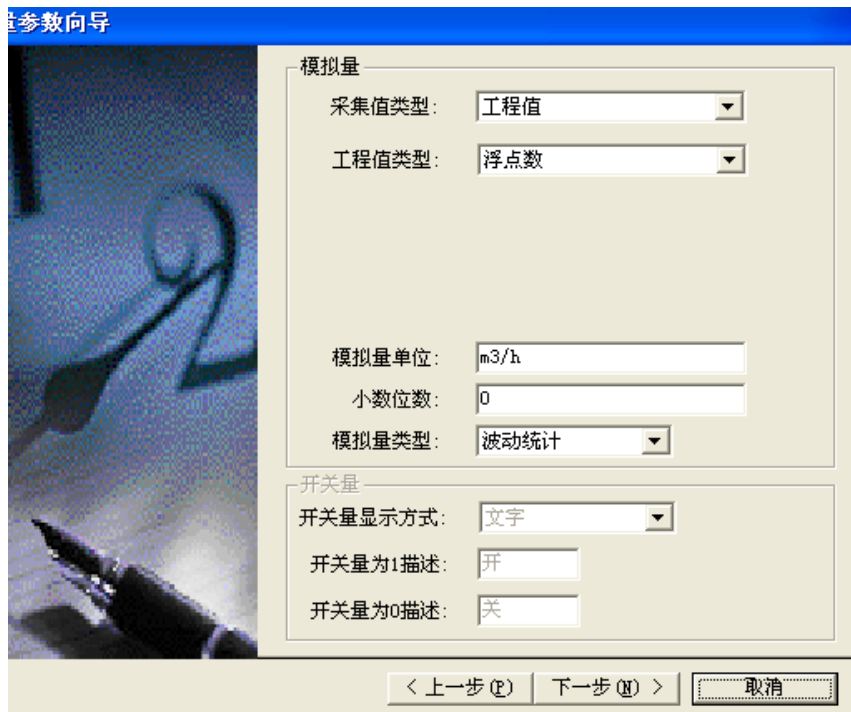 参数向导
模拟量
采集值类型: 工程值
工程值类型: 浮点数
模拟量单位: m3/h
小数位数: 0
模拟量类型: 波动统计
开关量
开关量显示方式: 文字
开关量为1描述: 开
开关量为0描述: 关
< 上一步(P) 下一步(N) > 取消